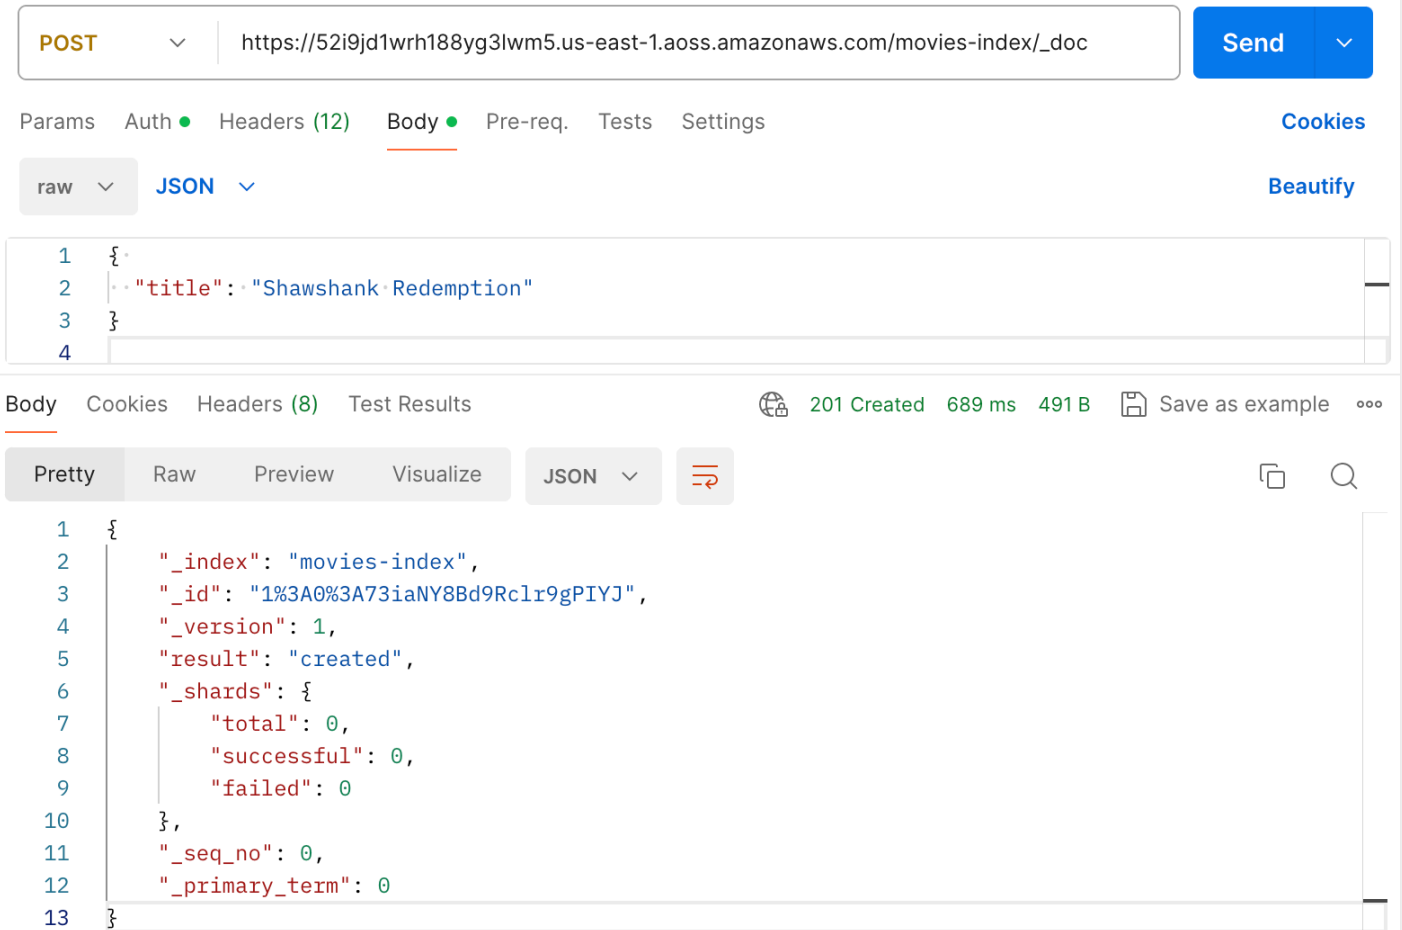 POST https://52i9jd1wrh188yg3lwm5.us-east-1.aoss.amazonaws.com/movies-index/_doc Send
Params Auth Headers (12) Body Pre-req. Tests Settings Cookies
raw JSON Beautify
1 {
2 "title": "Shawshank Redemption"
3 }
4
Body Cookies Headers (8) Test Results 201 Created 689 ms 491 B Save as example
Pretty Raw Preview Visualize JSON
1 {
2 "_index": "movies-index",
3 "_id": "1%3A0%3A73iaNY8Bd9Rclr9gPIYJ",
4 "_version": 1,
5 "result": "created",
6 "_shards": {
7 "total": 0,
8 "successful": 0,
9 "failed": 0
10 },
11 "_seq_no": 0,
12 "_primary_term": 0
13 }